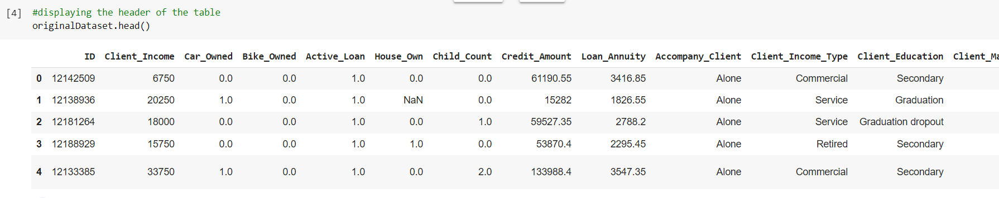 [4] #displaying the header of the table
originalDataset.head()
ID Client_Income Car_Owned Bike_Owned Active_Loan House_Own Child_Count Credit_Amount Loan_Annuity Accompany_Client Client_Income_Type Client_Education Client_Ma
0 12142509 6750 0.0 0.0 1.0 0.0 0.0 61190.55 3416.85 Alone Commercial Secondary
1 12138936 20250 1.0 0.0 1.0 NaN 0.0 15282 1826.55 Alone Service Graduation
2 12181264 18000 0.0 0.0 1.0 0.0 1.0 59527.35 2788.2 Alone Service Graduation dropout
3 12188929 15750 0.0 0.0 1.0 1.0 0.0 53870.4 2295.45 Alone Retired Secondary
4 12133385 33750 1.0 0.0 1.0 0.0 2.0 133988.4 3547.35 Alone Commercial Secondary